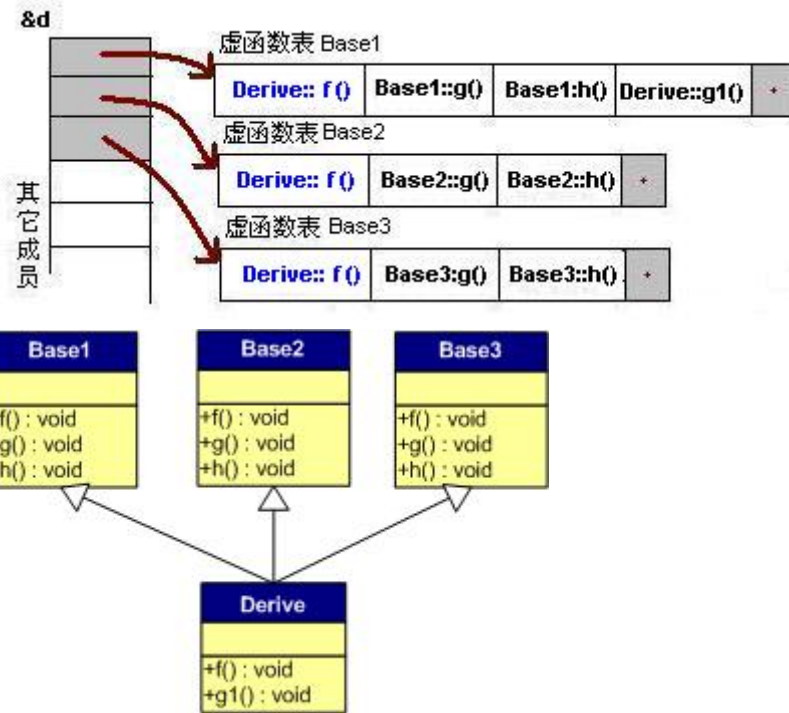 &d
虚函数表 Base1
Derive:: f() Base1::g() Base1:h() Derive::g1()
虚函数表 Base2
Derive:: f() Base2::g() Base2::h()
虚函数表 Base3
Derive:: f() Base3:g() Base3::h()
其它成员
Base1 Base2 Base3
f() : void +f() : void +f() : void
g() : void +g() : void +g() : void
h() : void +h() : void +h() : void
Derive
+f() : void
+g1() : void